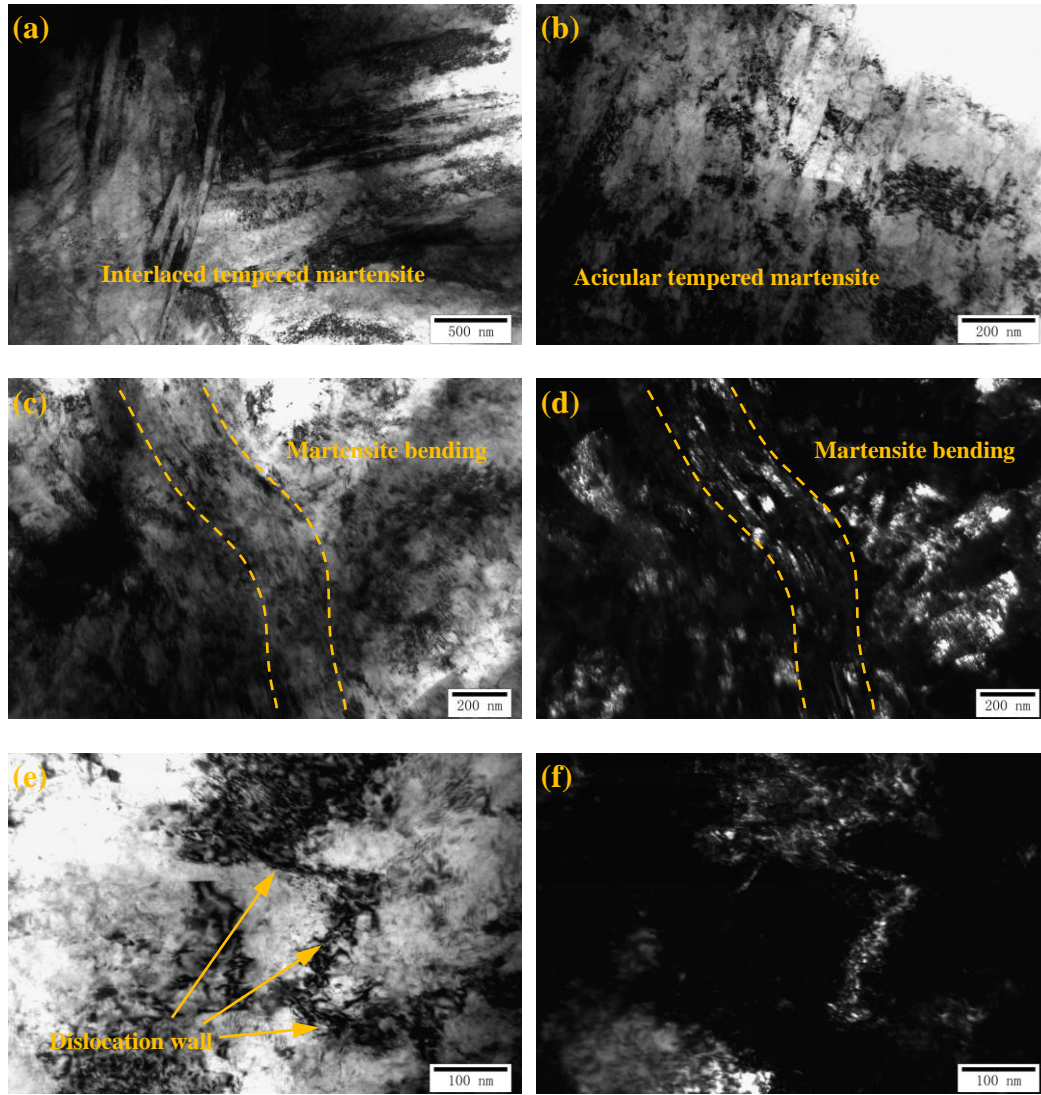 (a)
Interlaced tempered martensite
500 nm
(b)
Acicular tempered martensite
200 nm
(c)
Martensite bending
200 nm
(d)
Martensite bending
200 nm
(e)
Dislocation wall
100 nm
(f)
100 nm